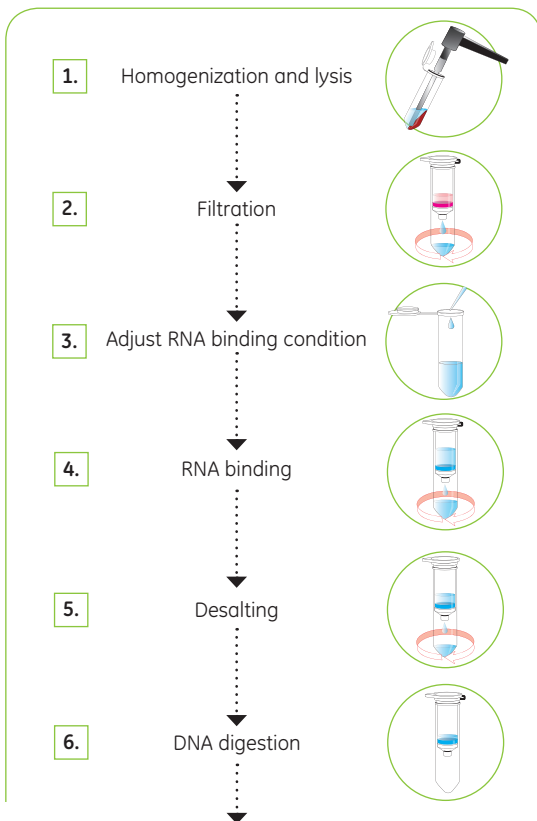 1. Homogenization and lysis
2. Filtration
3. Adjust RNA binding condition
4. RNA binding
5. Desalting
6. DNA digestion